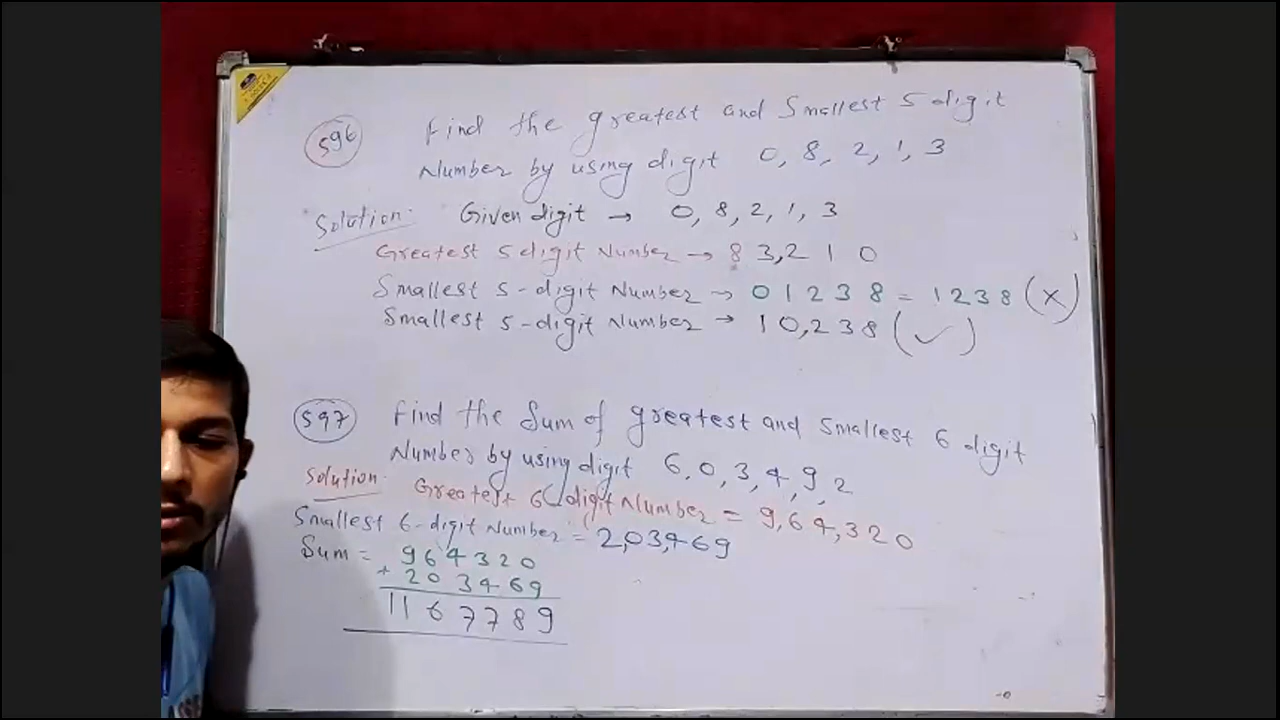 596
Find the greatest and Smallest 5 digit
Number by using digit 0, 8, 2, 1, 3
Solution: Given digit → 0, 8, 2, 1, 3
Greatest 5 digit Number → 83,210
Smallest 5-digit Number → 01238 = 1238 (×)
Smallest 5-digit Number → 10,238 (✓)
597
Find the Sum of greatest and smallest 6 digit
Number by using digit 6, 0, 3, 4, 9, 2
Solution: Greatest 6-digit Number = 9,64,320
Smallest 6-digit Number = 2,03,469
Sum = 964320
+ 203469
1167789